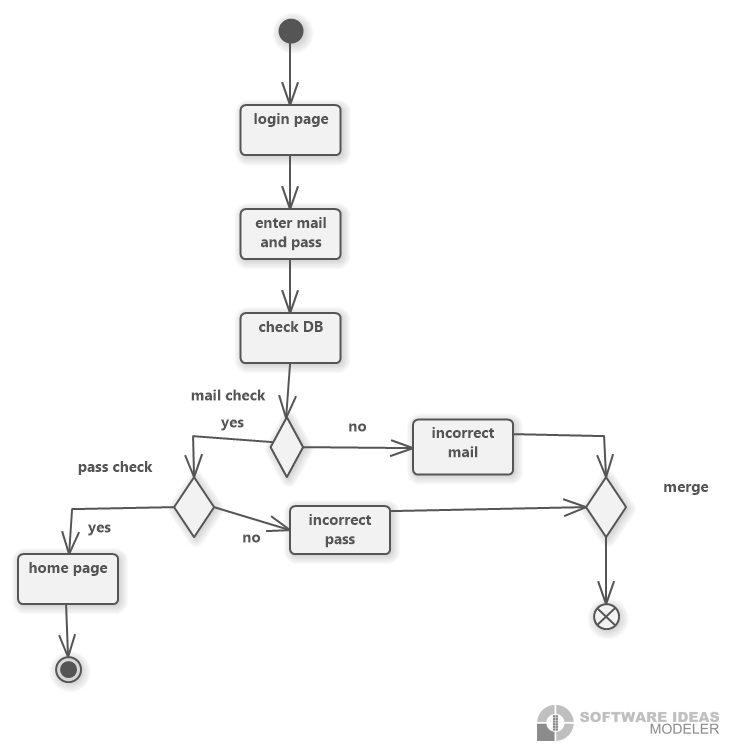 login page
enter mail
and pass
check DB
mail check
yes
no
incorrect
mail
pass check
merge
yes
no
incorrect
pass
home page
SOFTWARE IDEAS
MODELER